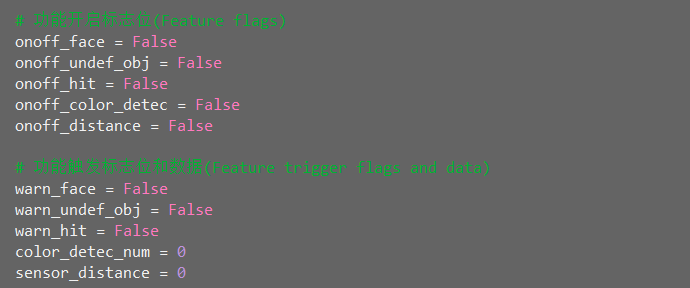 # 功能开启标志位(Feature flags)
onoff_face = False
onoff_undef_obj = False
onoff_hit = False
onoff_color_detec = False
onoff_distance = False
# 功能触发标志位和数据(Feature trigger flags and data)
warn_face = False
warn_undef_obj = False
warn_hit = False
color_detec_num = 0
sensor_distance = 0